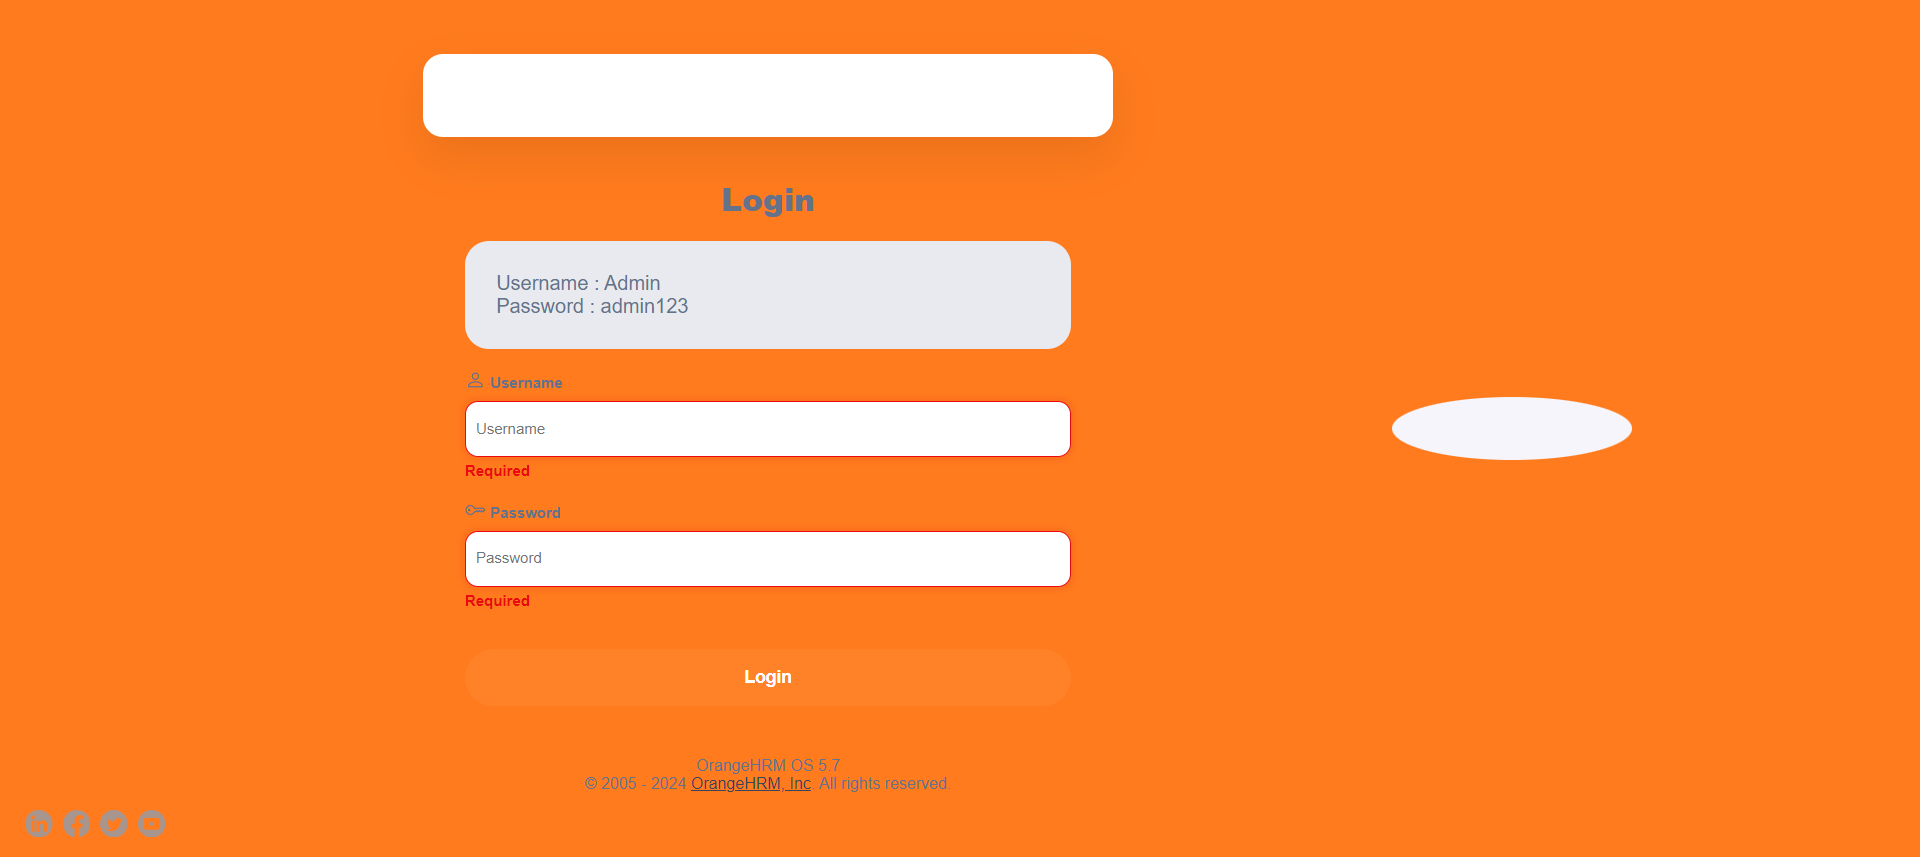 Login
Username : Admin
Password : admin123
Username
Username
Required
Password
Password
Required
Login
OrangeHRM OS 5.7
© 2005 - 2024 OrangeHRM, Inc. All rights reserved.